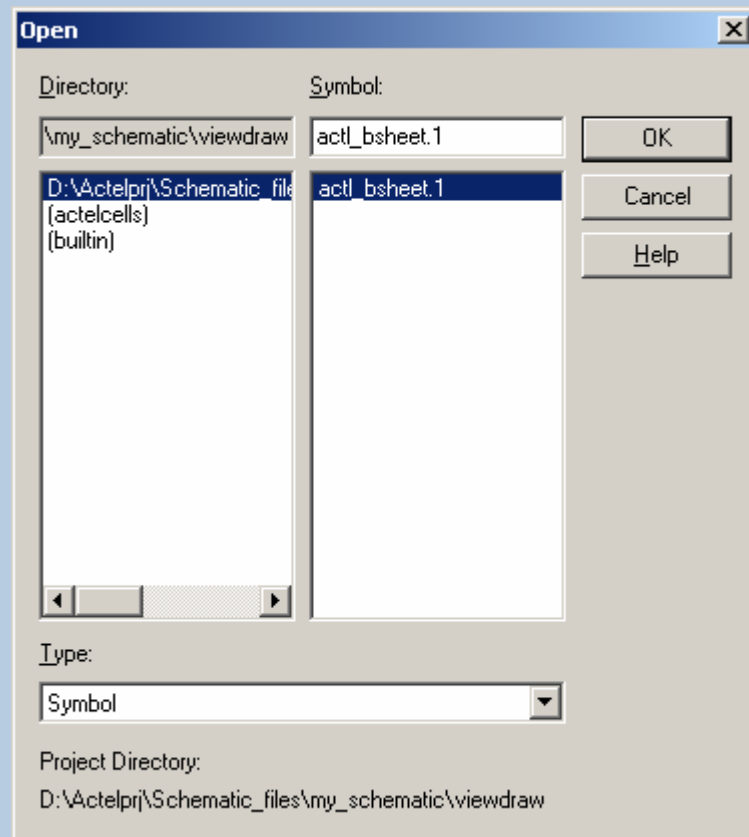 Open
Directory:
Symbol:
\my_schematic\viewdraw
actl_bsheet.1
OK
D:\Actelprj\Schematic_file
(actelcells)
(builtin)
actl_bsheet.1
Cancel
Help
Type:
Symbol
Project Directory:
D:\Actelprj\Schematic_files\my_schematic\viewdraw